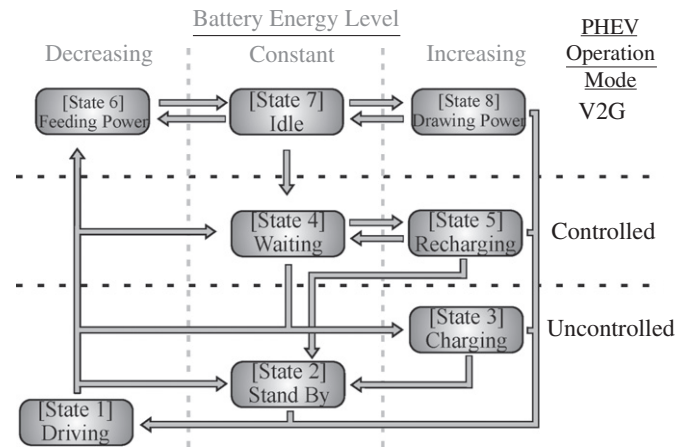 Battery Energy Level
PHEV
Operation
Mode
Decreasing
Constant
Increasing
[State 6]
Feeding Power
[State 7]
Idle
[State 8]
Drawing Power
V2G
[State 4]
Waiting
[State 5]
Recharging
Controlled
[State 3]
Charging
Uncontrolled
[State 2]
Stand By
[State 1]
Driving